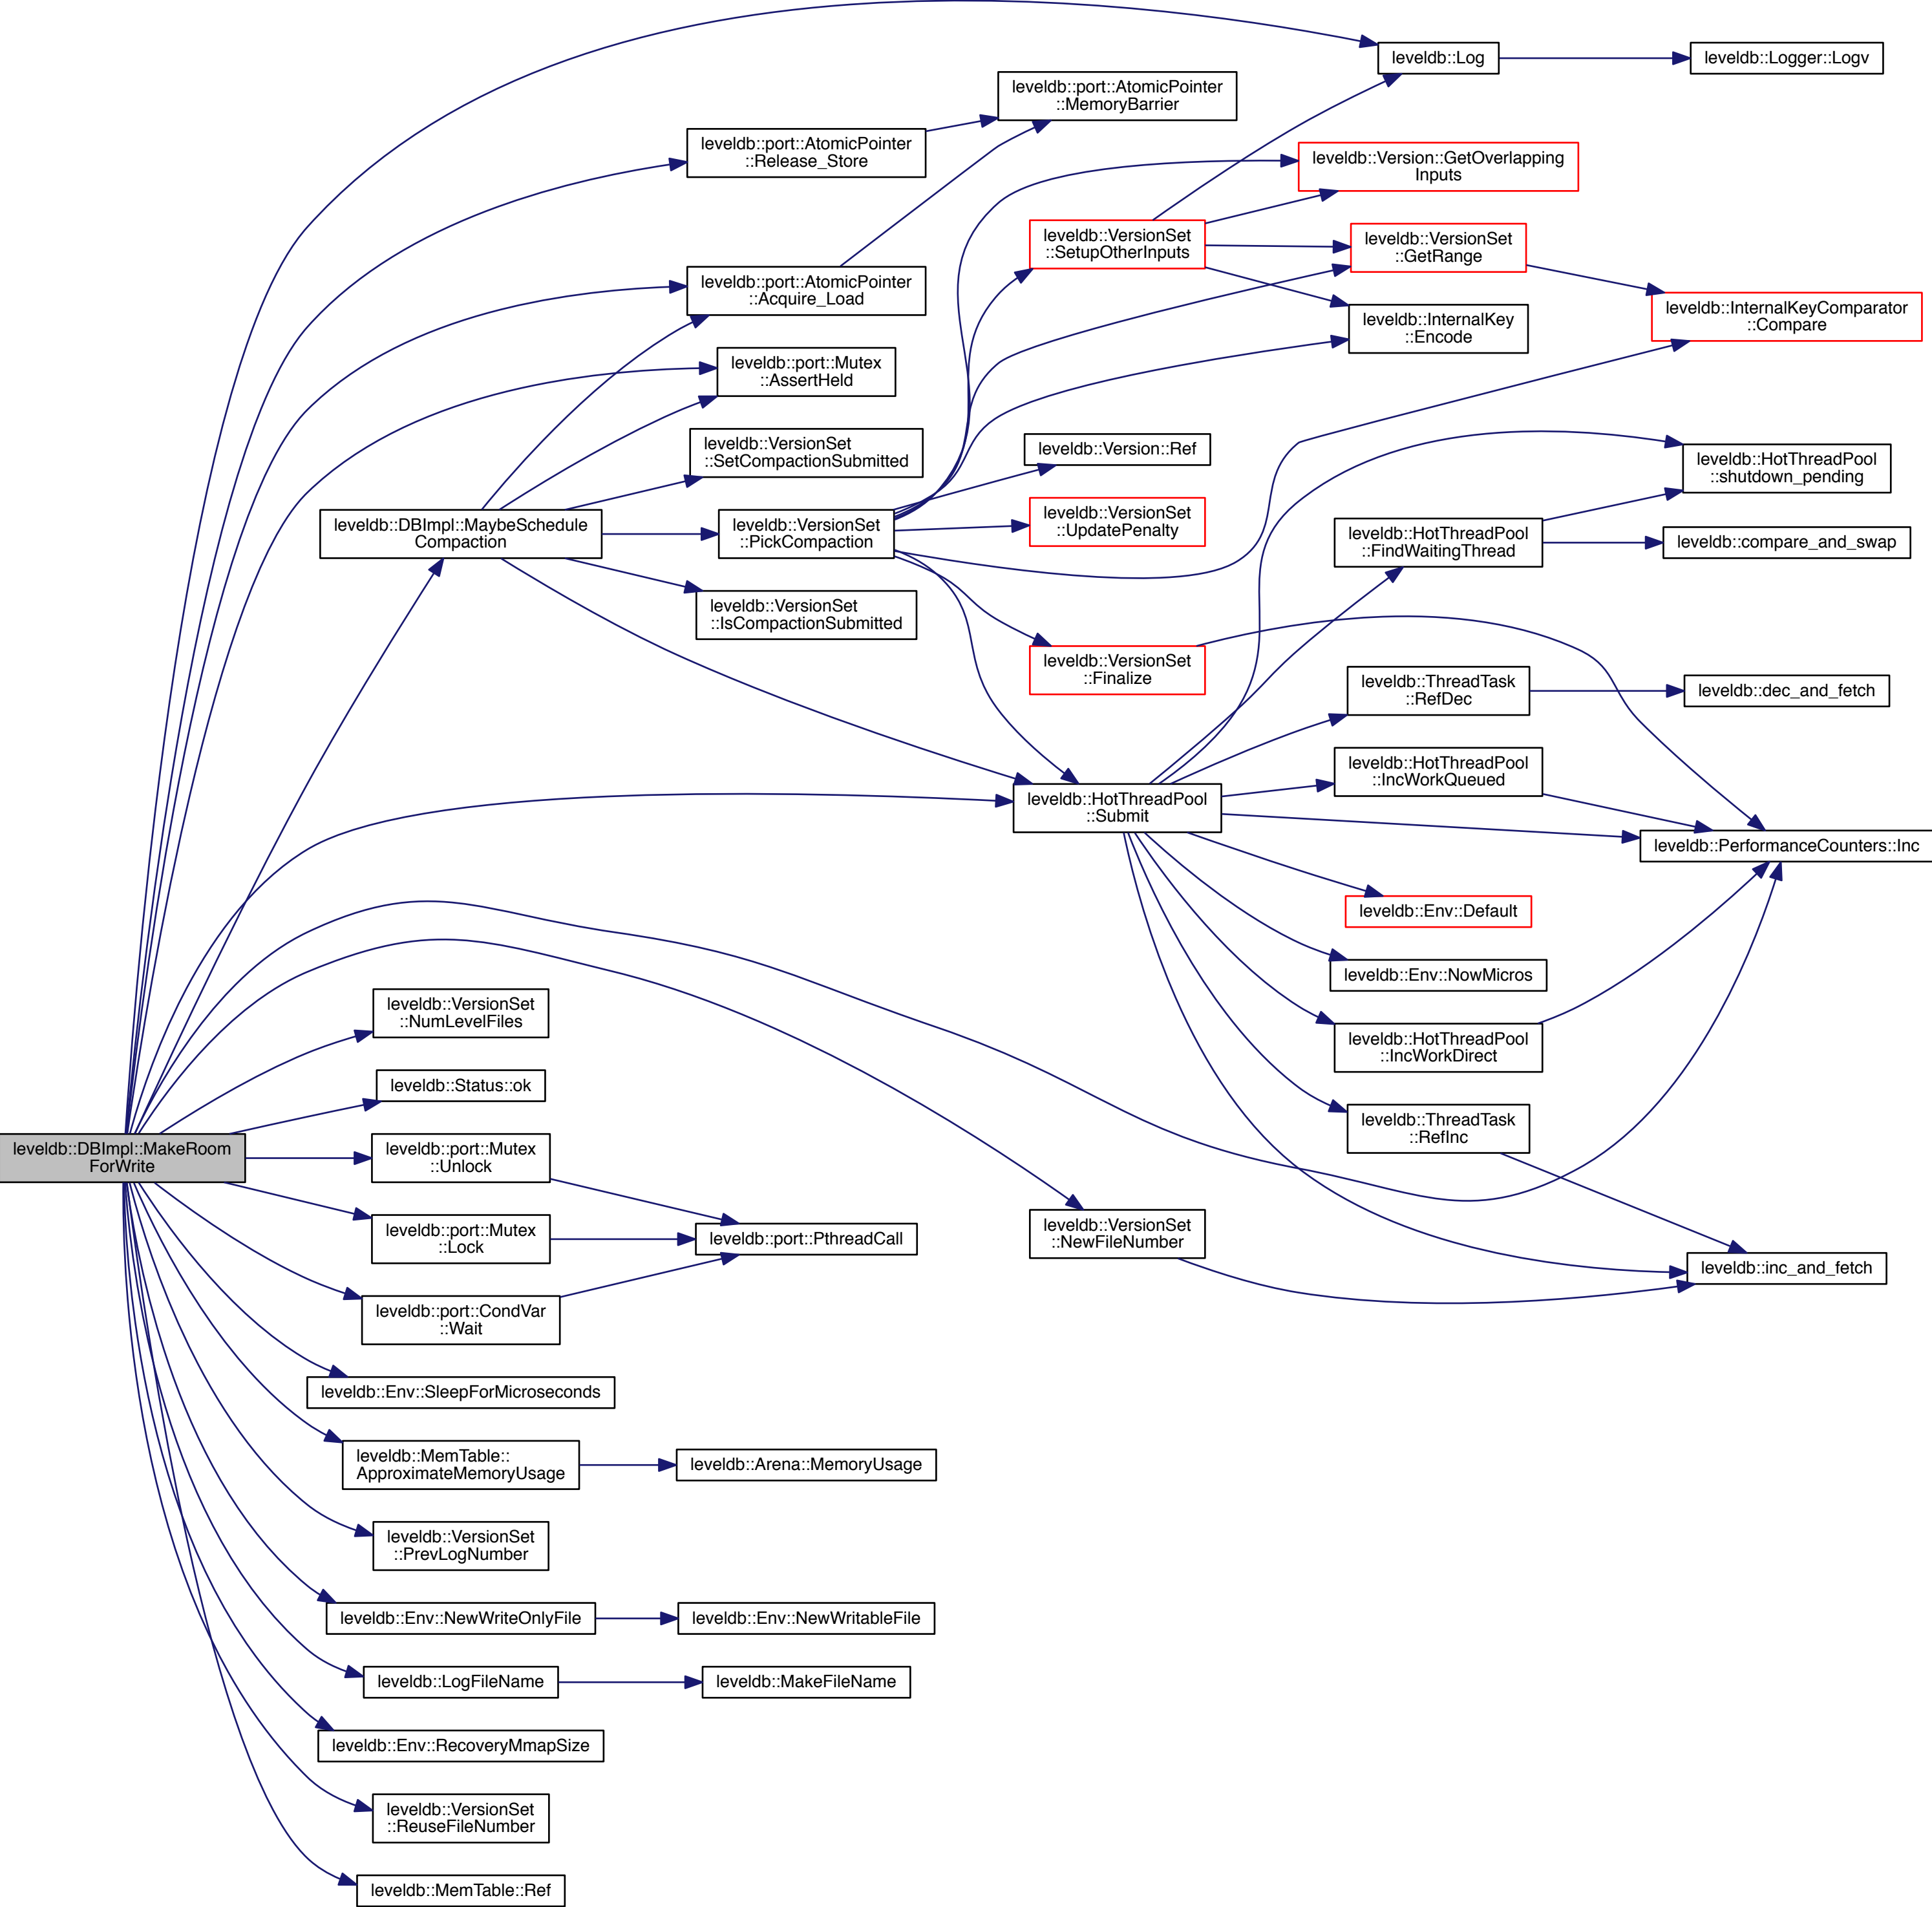 leveldb::Log
leveldb::Logger::Logv
leveldb::port::AtomicPointer
::MemoryBarrier
leveldb::port::AtomicPointer
::Release_Store
leveldb::Version::GetOverlapping
Inputs
leveldb::VersionSet
::SetupOtherInputs
leveldb::VersionSet
::GetRange
leveldb::port::AtomicPointer
::Acquire_Load
leveldb::InternalKeyComparator
::Compare
leveldb::InternalKey
::Encode
leveldb::port::Mutex
::AssertHeld
leveldb::VersionSet
::SetCompactionSubmitted
leveldb::Version::Ref
leveldb::HotThreadPool
::shutdown_pending
leveldb::DBImpl::MaybeSchedule
Compaction
leveldb::VersionSet
::PickCompaction
leveldb::VersionSet
::UpdatePenalty
leveldb::HotThreadPool
::FindWaitingThread
leveldb::compare_and_swap
leveldb::VersionSet
::IsCompactionSubmitted
leveldb::VersionSet
::Finalize
leveldb::ThreadTask
::RefDec
leveldb::dec_and_fetch
leveldb::HotThreadPool
::IncWorkQueued
leveldb::HotThreadPool
::Submit
leveldb::PerformanceCounters::Inc
leveldb::Env::Default
leveldb::Env::NowMicros
leveldb::VersionSet
::NumLevelFiles
leveldb::HotThreadPool
::IncWorkDirect
leveldb::Status::ok
leveldb::ThreadTask
::RefInc
leveldb::DBImpl::MakeRoom
ForWrite
leveldb::port::Mutex
::Unlock
leveldb::port::Mutex
::Lock
leveldb::port::PthreadCall
leveldb::VersionSet
::NewFileNumber
leveldb::inc_and_fetch
leveldb::port::CondVar
::Wait
leveldb::Env::SleepForMicroseconds
leveldb::MemTable::
ApproximateMemoryUsage
leveldb::Arena::MemoryUsage
leveldb::VersionSet
::PrevLogNumber
leveldb::Env::NewWriteOnlyFile
leveldb::Env::NewWritableFile
leveldb::LogFileName
leveldb::MakeFileName
leveldb::Env::RecoveryMmapSize
leveldb::VersionSet
::ReuseFileNumber
leveldb::MemTable::Ref